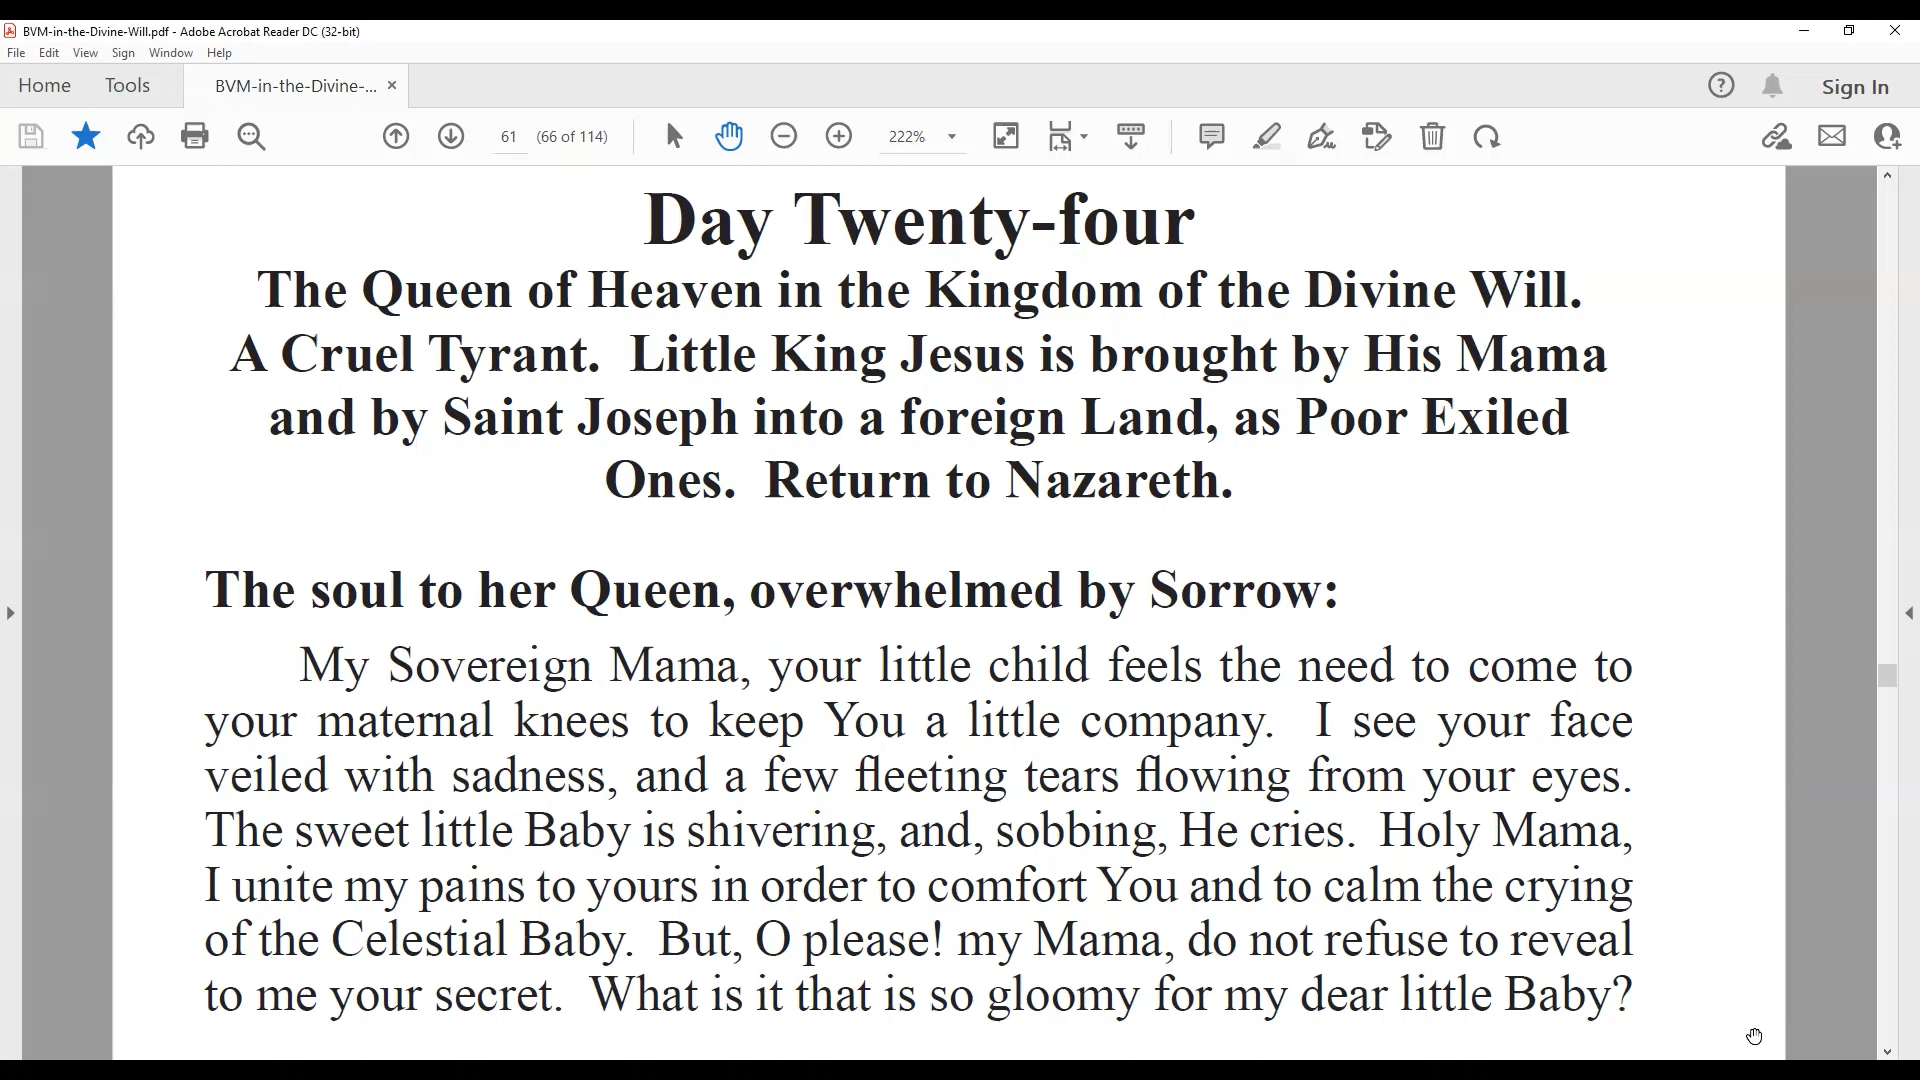 BVM-in-the-Divine-Will.pdf - Adobe Acrobat Reader DC (32-bit)
File Edit View Sign Window Help
Home Tools BVM-in-the-Divine-... × Sign In
61 (66 of 114) 222%
Day Twenty-four
The Queen of Heaven in the Kingdom of the Divine Will.
A Cruel Tyrant. Little King Jesus is brought by His Mama
and by Saint Joseph into a foreign Land, as Poor Exiled
Ones. Return to Nazareth.
The soul to her Queen, overwhelmed by Sorrow:
My Sovereign Mama, your little child feels the need to come to
your maternal knees to keep You a little company. I see your face
veiled with sadness, and a few fleeting tears flowing from your eyes.
The sweet little Baby is shivering, and, sobbing, He cries. Holy Mama,
I unite my pains to yours in order to comfort You and to calm the crying
of the Celestial Baby. But, O please! my Mama, do not refuse to reveal
to me your secret. What is it that is so gloomy for my dear little Baby?